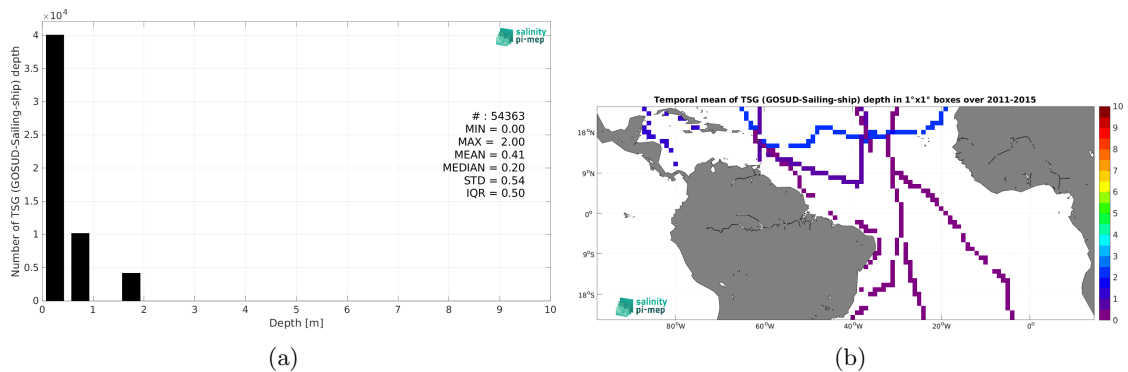 ×10⁴
4
3.5
3
2.5
2
1.5
1
0.5
0
Number of TSG (GOSUD-Sailing-ship) depth
salinity
pi-mep
# : 54363
MIN = 0.00
MAX = 2.00
MEAN = 0.41
MEDIAN = 0.20
STD = 0.54
IQR = 0.50
0 1 2 3 4 5 6 7 8 9 10
Depth [m]
(a)
Temporal mean of TSG (GOSUD-Sailing-ship) depth in 1°x1° boxes over 2011-2015
18°N
9°N
0°
9°S
18°S
salinity
pi-mep
80°W 60°W 40°W 20°W 0°
10
9
8
7
6
5
4
3
2
1
0
(b)